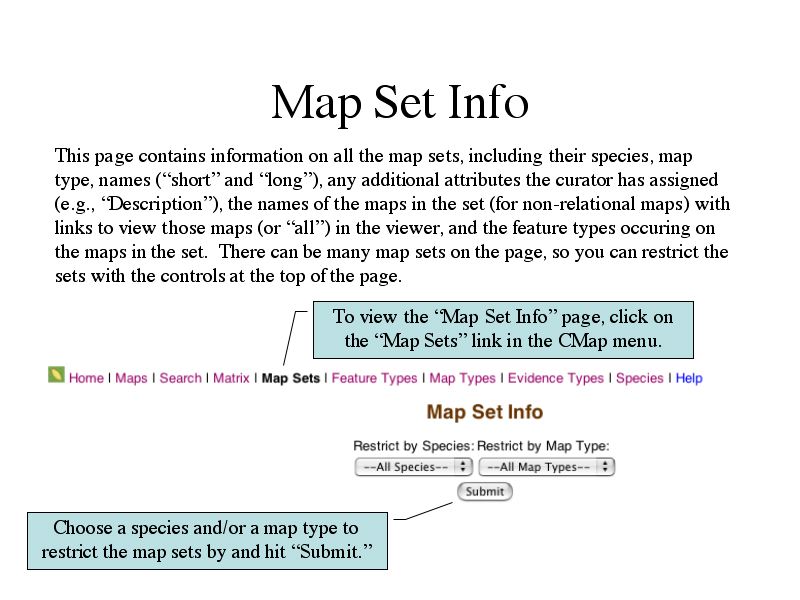 Map Set Info
This page contains information on all the map sets, including their species, map
type, names (“short” and “long”), any additional attributes the curator has assigned
(e.g., “Description”), the names of the maps in the set (for non-relational maps) with
links to view those maps (or “all”) in the viewer, and the feature types occuring on
the maps in the set.  There can be many map sets on the page, so you can restrict the
sets with the controls at the top of the page.
To view the “Map Set Info” page, click on
the “Map Sets” link in the CMap menu.
Home | Maps | Search | Matrix | Map Sets | Feature Types | Map Types | Evidence Types | Species | Help
Map Set Info
Restrict by Species: Restrict by Map Type:
--All Species-- --All Map Types--
Submit
Choose a species and/or a map type to
restrict the map sets by and hit “Submit.”